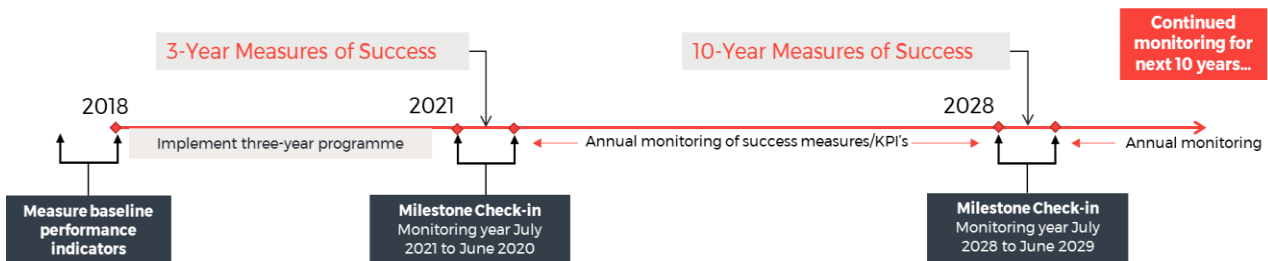 3-Year Measures of Success
10-Year Measures of Success
Continued
monitoring for
next 10 years...
2018
2021
2028
Implement three-year programme
Annual monitoring of success measures/KPI's
Annual monitoring
Measure baseline
performance
indicators
Milestone Check-in
Monitoring year July
2021 to June 2020
Milestone Check-in
Monitoring year July
2028 to June 2029